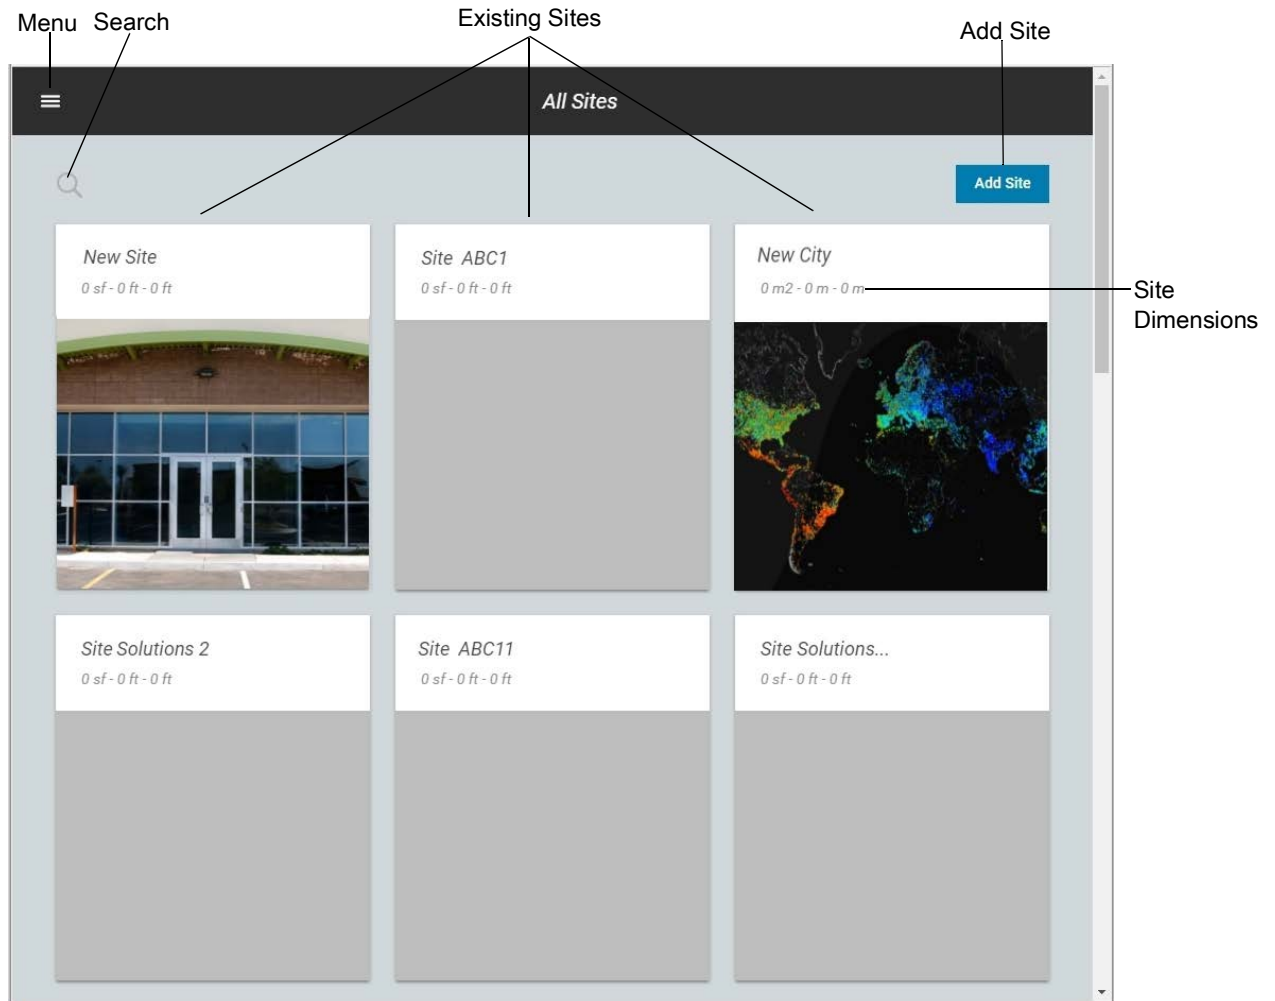 Menu Search Existing Sites Add Site
All Sites
Add Site
New Site
0 sf - 0 ft - 0 ft
Site ABC1
0 sf - 0 ft - 0 ft
New City
0 m2 - 0 m - 0 m
Site
Dimensions
Site Solutions 2
0 sf - 0 ft - 0 ft
Site ABC11
0 sf - 0 ft - 0 ft
Site Solutions...
0 sf - 0 ft - 0 ft